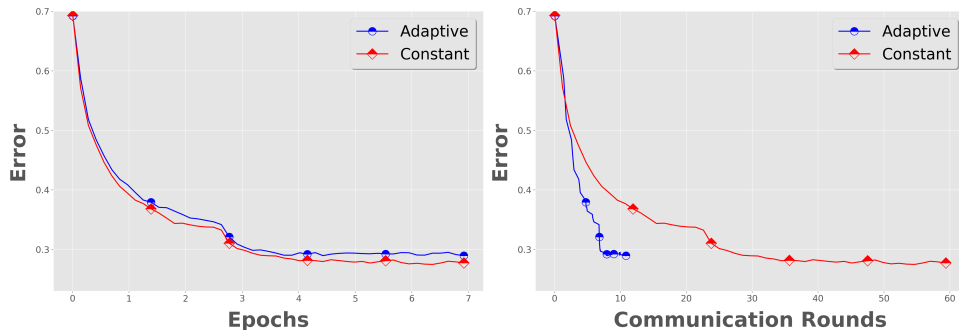 0.7
0.6
0.5
0.4
0.3
Error
0 1 2 3 4 5 6 7
Epochs
Adaptive
Constant
0.7
0.6
0.5
0.4
0.3
Error
0 10 20 30 40 50 60
Communication Rounds
Adaptive
Constant